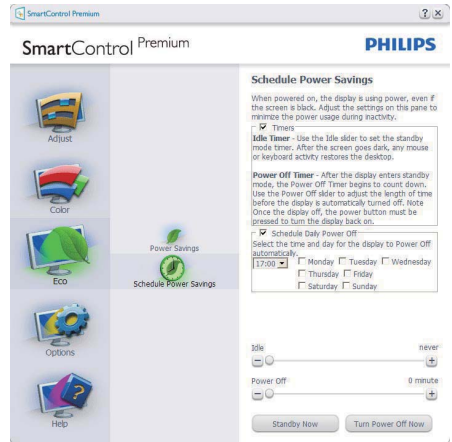 SmartControl Premium
SmartControl Premium
PHILIPS
Adjust
Color
Eco
Options
Help
Power Savings
Schedule Power Savings
Schedule Power Savings
When powered on, the display is using power, even if
the screen is black. Adjust the settings on this pane to
minimize the power usage during inactivity.
Timers
Idle Timer - Use the Idle slider to set the standby
mode timer. After the screen goes dark, any mouse
or keyboard activity restores the desktop.
Power Off Timer - After the display enters standby
mode, the Power Off Timer begins to count down.
Use the Power Off slider to adjust the length of time
before the display is automatically turned off. Note
Once the display off, the power button must be
pressed to turn the display back on.
Schedule Daily Power Off
Select the time and day for the display to Power Off
automatically.
17:00 Monday Tuesday Wednesday
Thursday Friday
Saturday Sunday
Idle never
Power Off 0 minute
Standby Now Turn Power Off Now